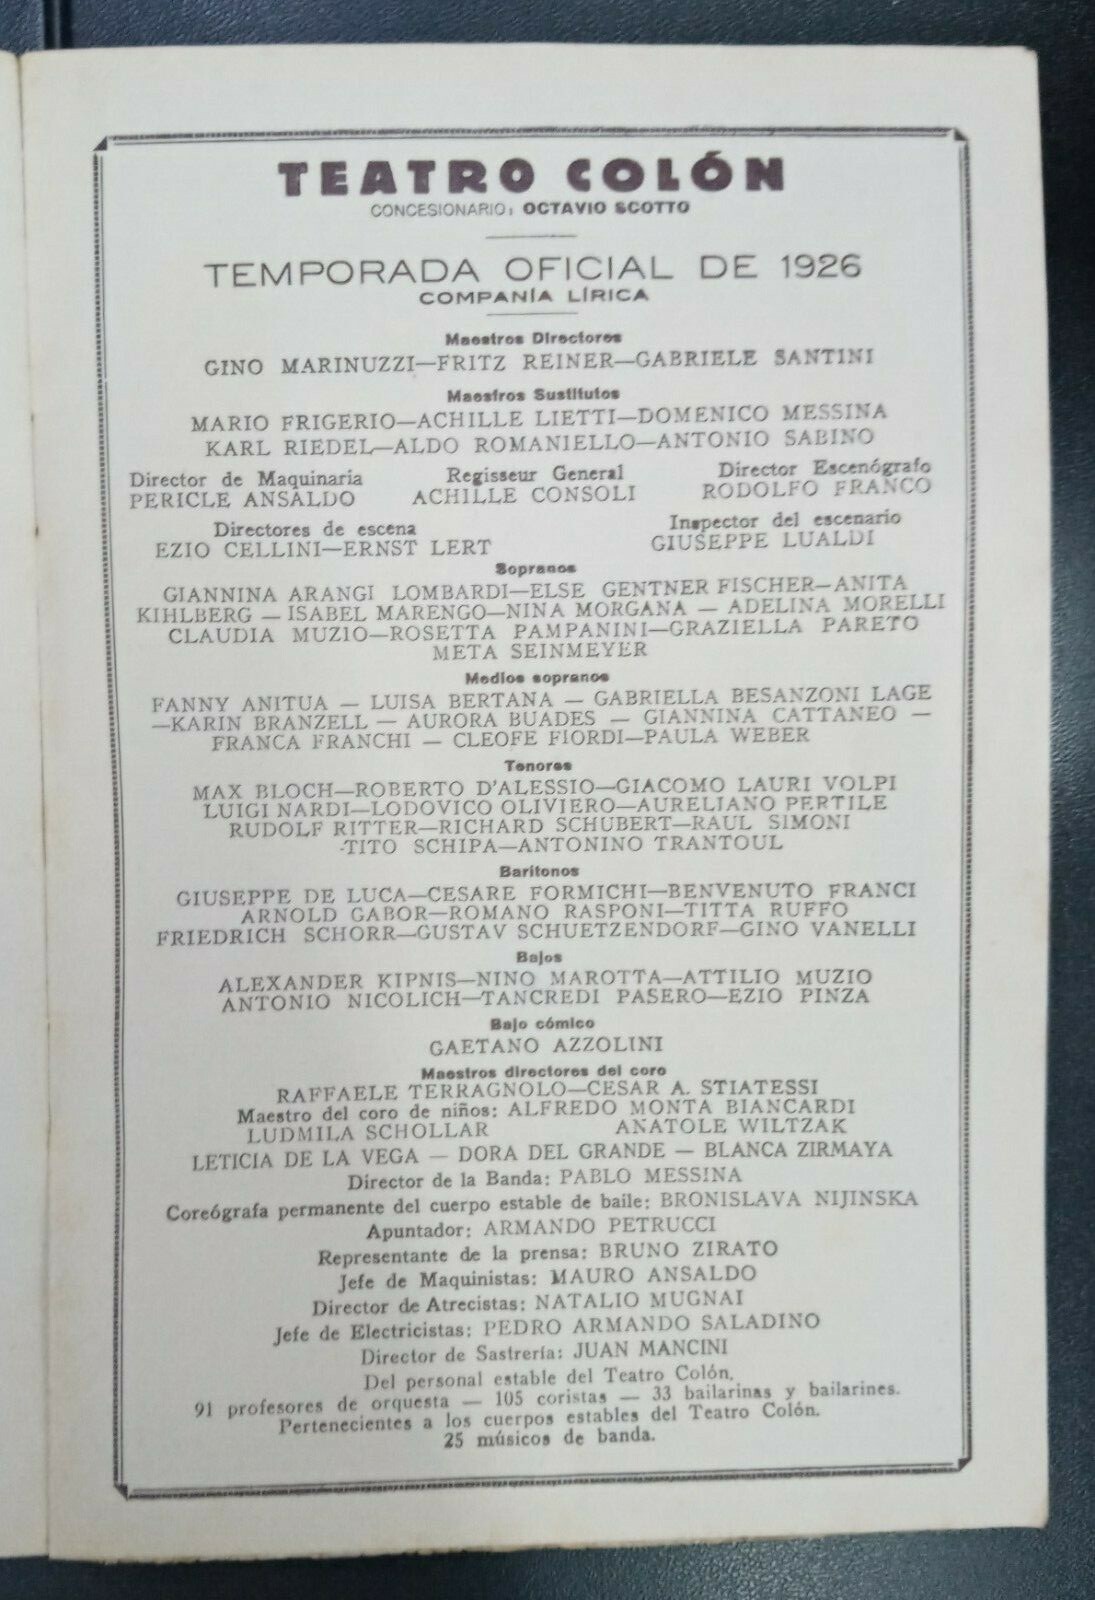 TEATRO COLÓN
CONCESIONARIO: OCTAVIO SCOTTO
TEMPORADA OFICIAL DE 1926
COMPANÍA LÍRICA
Maestros Directores
GINO MARINUZZI—FRITZ REINER—GABRIELE SANTINI
Maestros Sustitutos
MARIO FRIGERIO—ACHILLE LIETTI—DOMENICO MESSINA
KARL RIEDEL—ALDO ROMANIELLO—ANTONIO SABINO
Director de Maquinaria Regisseur General Director Escenógrafo
PERICLE ANSALDO ACHILLE CONSOLI RODOLFO FRANCO
Directores de escena Inspector del escenario
EZIO CELLINI—ERNST LERT GIUSEPPE LUALDI
Sopranos
GIANNINA ARANGI LOMBARDI—ELSE GENTNER FISCHER—ANITA
KIHLBERG — ISABEL MARENGO—NINA MORGANA — ADELINA MORELLI
CLAUDIA MUZIO—ROSETTA PAMPANINI—GRAZIELLA PARETO
META SEINMEYER
Medios sopranos
FANNY ANITUA — LUISA BERTANA — GABRIELLA BESANZONI LAGE
—KARIN BRANZELL — AURORA BUADES — GIANNINA CATTANEO —
FRANCA FRANCHI — CLEOFE FIORDI—PAULA WEBER
Tenores
MAX BLOCH—ROBERTO D'ALESSIO—GIACOMO LAURI VOLPI
LUIGI NARDI—LODOVICO OLIVIERO—AURELIANO PERTILE
RUDOLF RITTER—RICHARD SCHUBERT—RAUL SIMONI
TITO SCHIPA—ANTONINO TRANTOUL
Barítonos
GIUSEPPE DE LUCA—CESARE FORMICHI—BENVENUTO FRANCI
ARNOLD GABOR—ROMANO RASPONI—TITTA RUFFO
FRIEDRICH SCHORR—GUSTAV SCHUETZENDORF—GINO VANELLI
Bajos
ALEXANDER KIPNIS—NINO MAROTTA—ATTILIO MUZIO
ANTONIO NICOLICH—TANCREDI PASERO—EZIO PINZA
Bajo cómico
GAETANO AZZOLINI
Maestros directores del coro
RAFFAELE TERRAGNOLO—CESAR A. STIATESSI
Maestro del coro de niños: ALFREDO MONTA BIANCARDI
LUDMILA SCHOLLAR ANATOLE WILTZAK
LETICIA DE LA VEGA — DORA DEL GRANDE — BLANCA ZIRMAYA
Director de la Banda: PABLO MESSINA
Coreógrafa permanente del cuerpo estable de baile: BRONISLAVA NIJINSKA
Apuntador: ARMANDO PETRUCCI
Representante de la prensa: BRUNO ZIRATO
Jefe de Maquinistas: MAURO ANSALDO
Director de Atrecistas: NATALIO MUGNAI
Jefe de Electricistas: PEDRO ARMANDO SALADINO
Director de Sastrería: JUAN MANCINI
Del personal estable del Teatro Colón.
91 profesores de orquesta — 105 coristas — 33 bailarinas y bailarines.
Pertenecientes a los cuerpos estables del Teatro Colón.
25 músicos de banda.